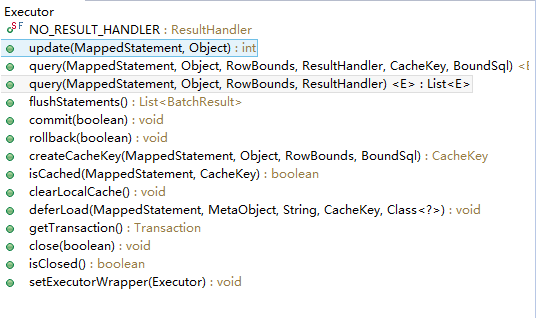 Executor
S F NO_RESULT_HANDLER : ResultHandler
update(MappedStatement, Object) : int
query(MappedStatement, Object, RowBounds, ResultHandler, CacheKey, BoundSql) <E
query(MappedStatement, Object, RowBounds, ResultHandler) <E> : List<E>
flushStatements() : List<BatchResult>
commit(boolean) : void
rollback(boolean) : void
createCacheKey(MappedStatement, Object, RowBounds, BoundSql) : CacheKey
isCached(MappedStatement, CacheKey) : boolean
clearLocalCache() : void
deferLoad(MappedStatement, MetaObject, String, CacheKey, Class<?>) : void
getTransaction() : Transaction
close(boolean) : void
isClosed() : boolean
setExecutorWrapper(Executor) : void